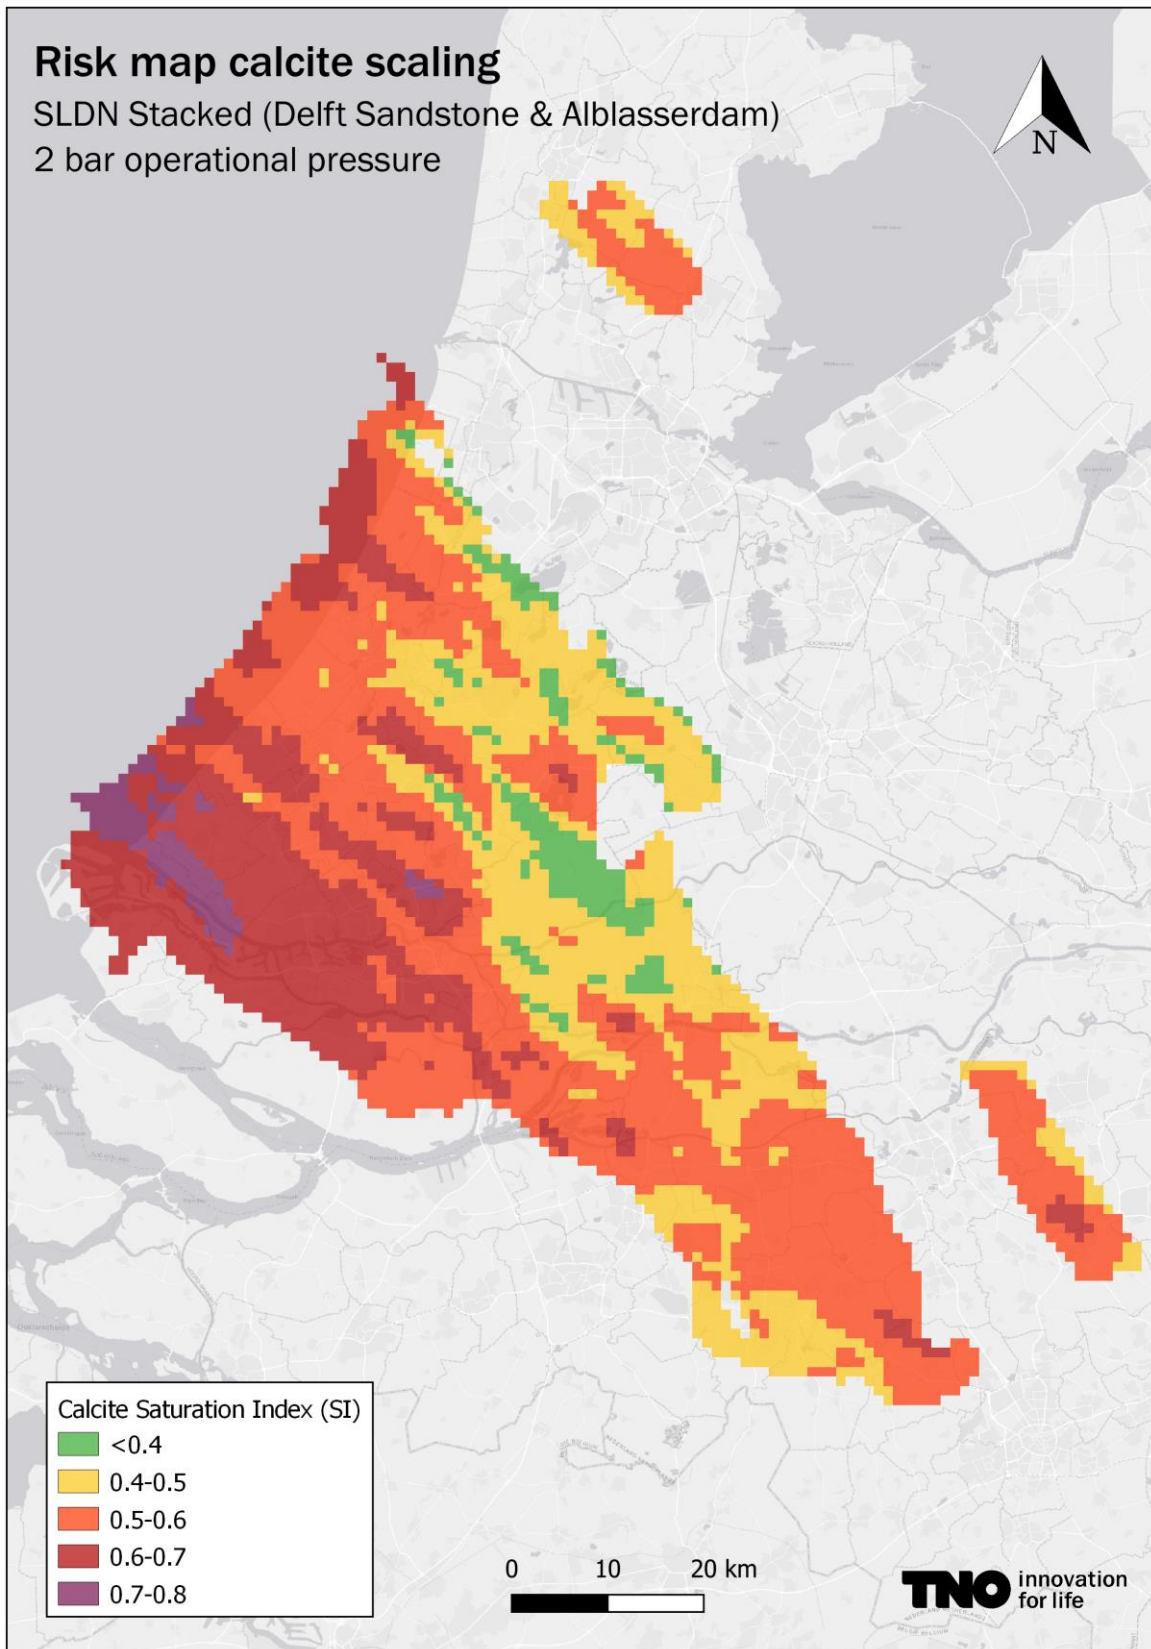 Risk map calcite scaling
SLDN Stacked (Delft Sandstone & Alblasserdam)
2 bar operational pressure
N
Calcite Saturation Index (SI)
<0.4
0.4-0.5
0.5-0.6
0.6-0.7
0.7-0.8
0 10 20 km
TNO innovation
for life